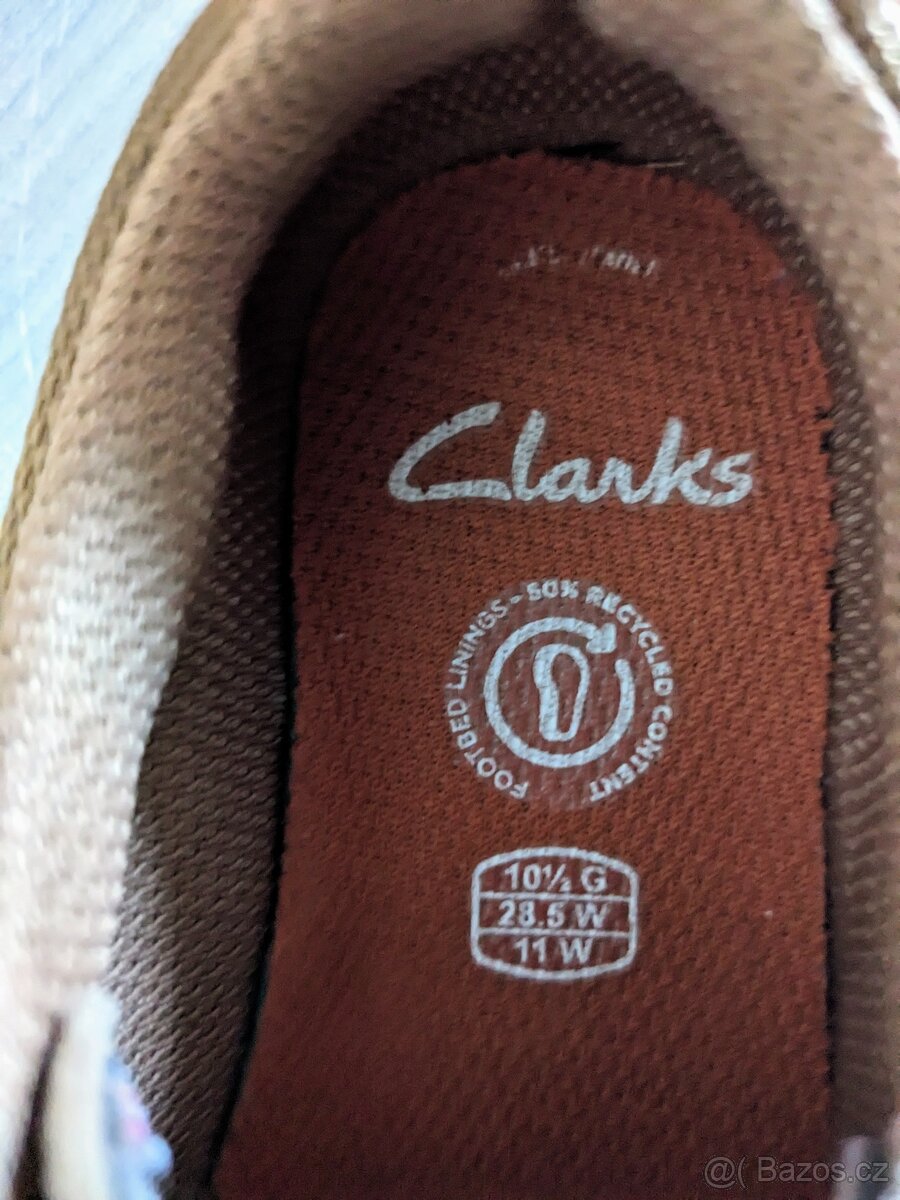 Clarks
FOOTBED LININGS - 50% RECYCLED CONTENT
10½ G
28.5 W
11 W
@( Bazos.cz